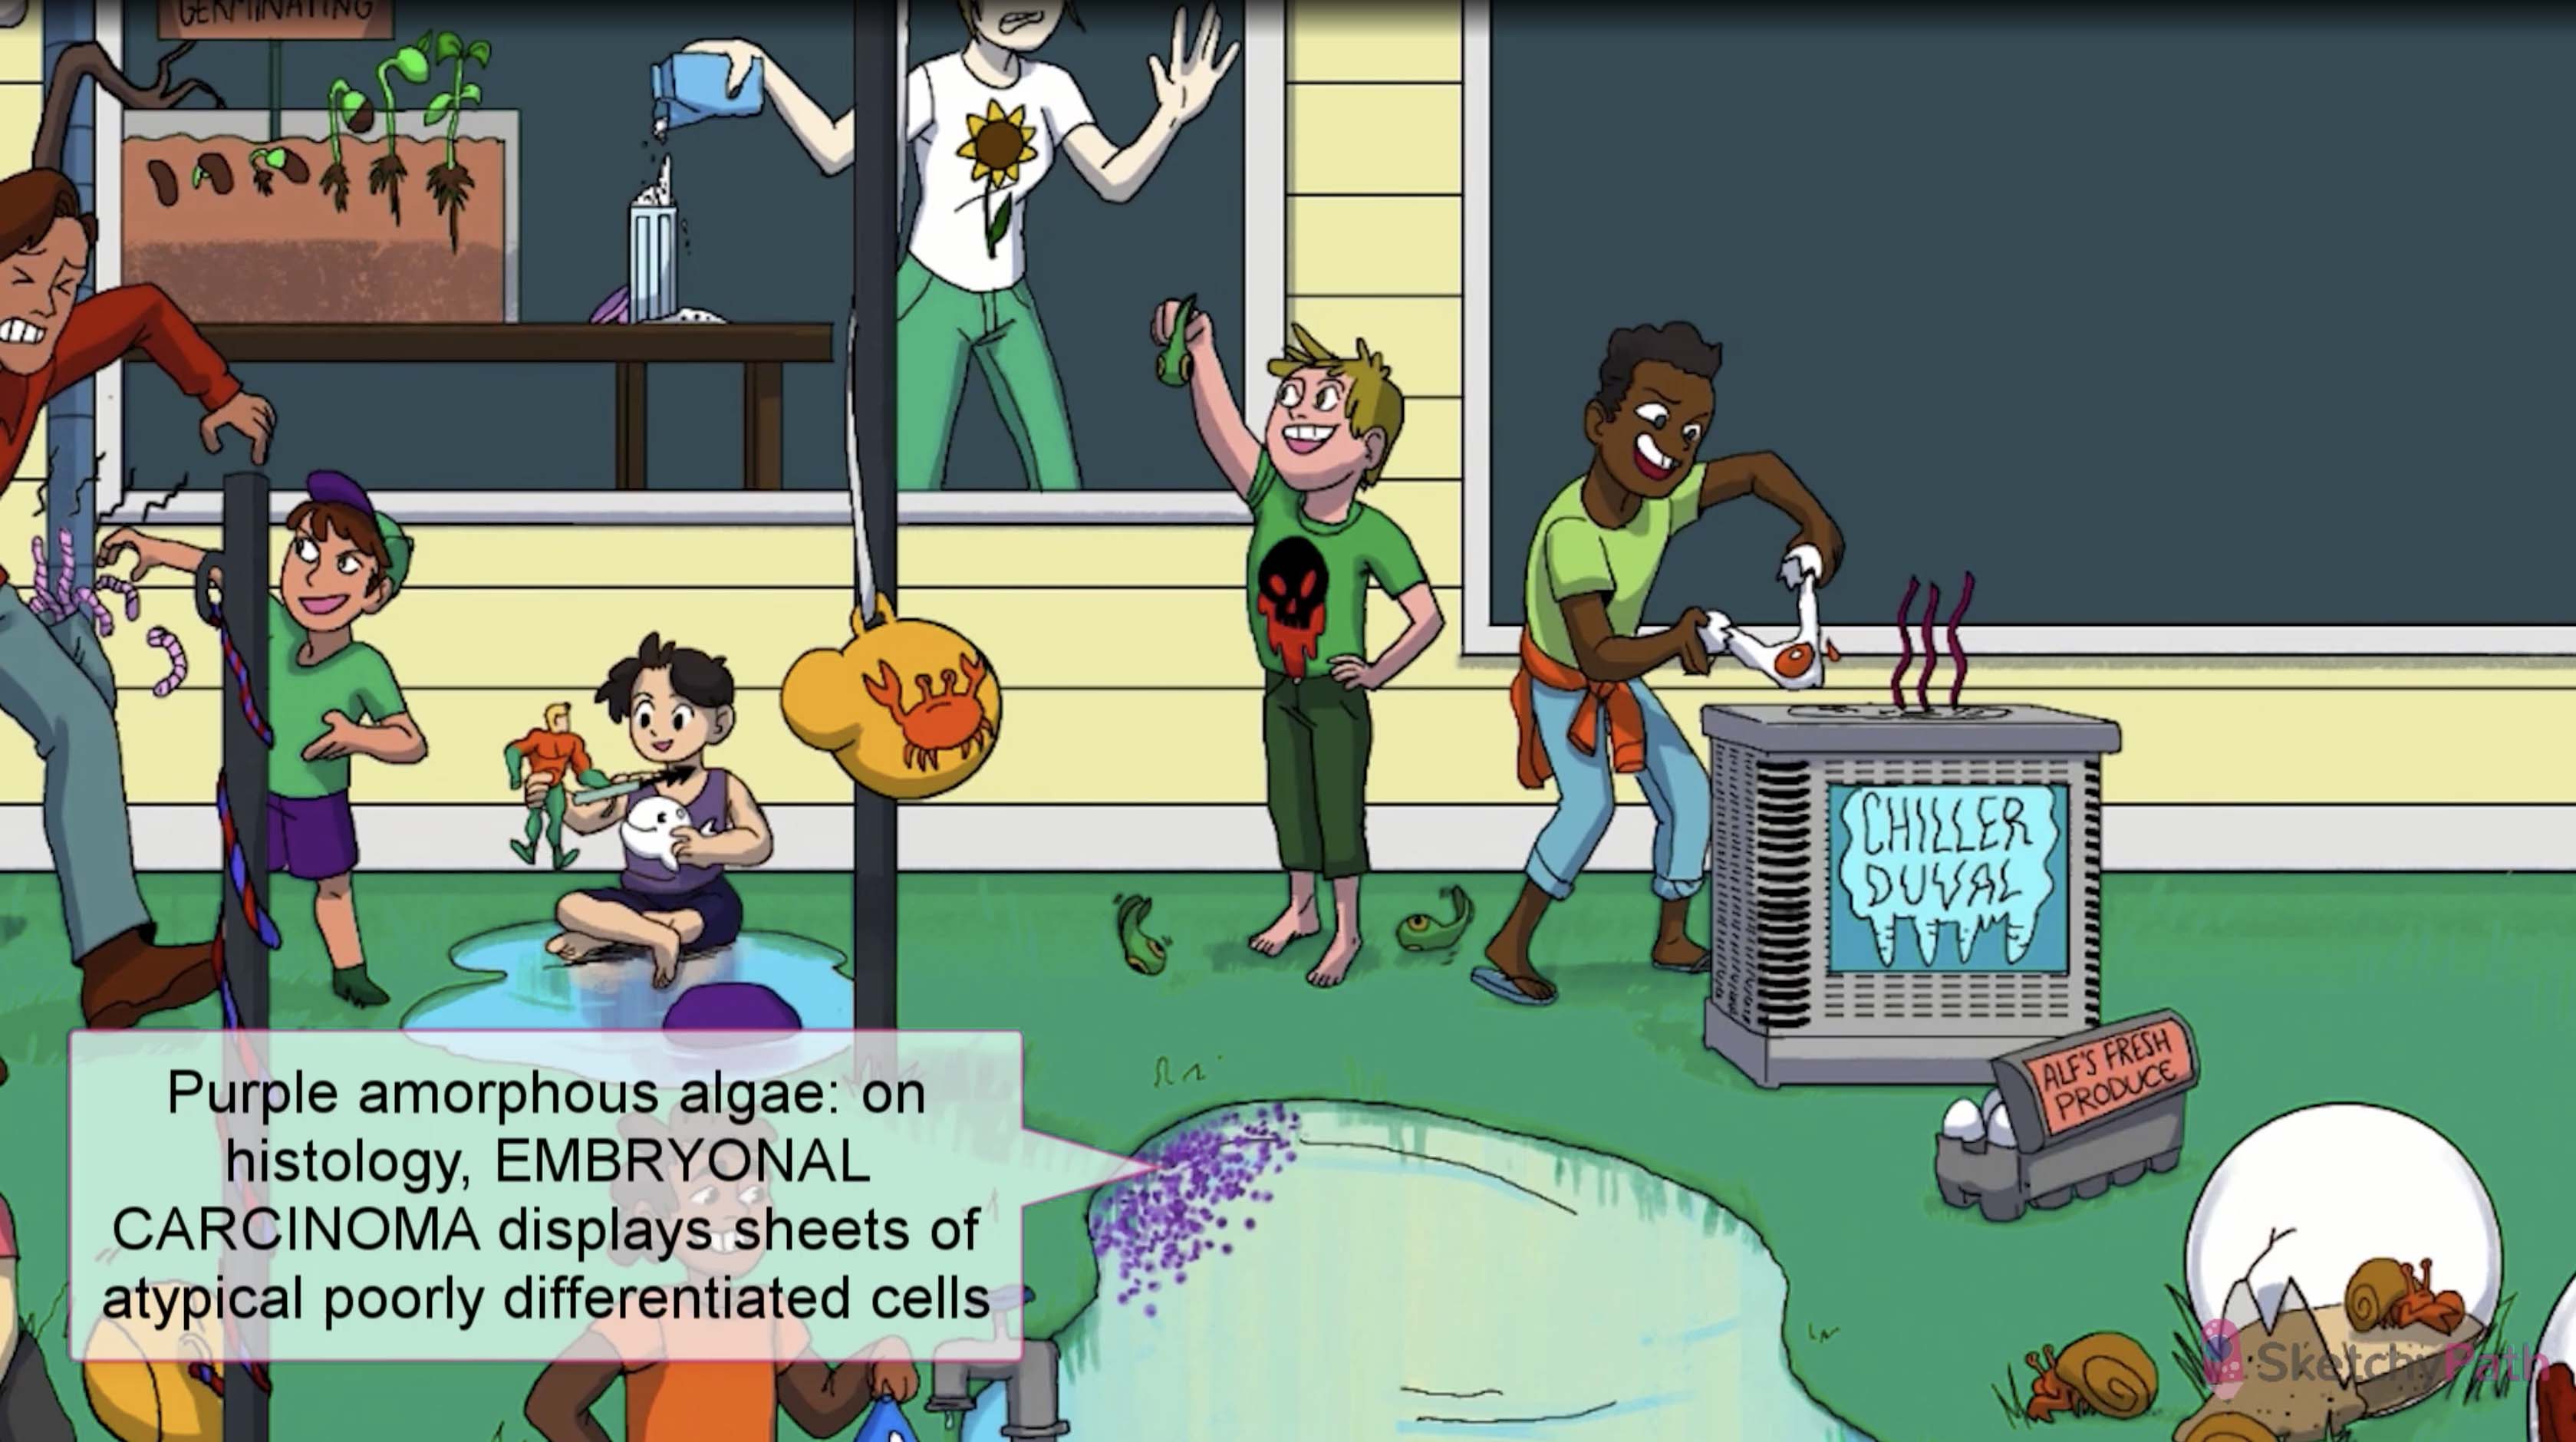 GERMINATING
CHILLER
DUVAL
ALF'S FRESH
PRODUCE
Purple amorphous algae: on
histology, EMBRYONAL
CARCINOMA displays sheets of
atypical poorly differentiated cells
SketchyPath